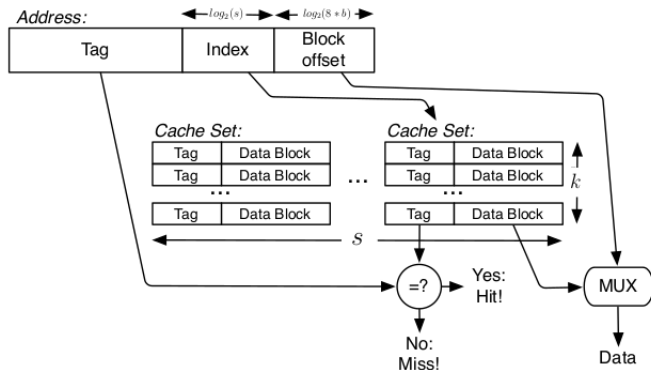 Address:
log₂(s)
log₂(8 * b)
Tag
Index
Block
offset
Cache Set:
Cache Set:
Tag
Data Block
Tag
Data Block
Tag
Data Block
Tag
Data Block
...
...
...
k
Tag
Data Block
Tag
Data Block
s
=?
Yes:
Hit!
MUX
No:
Miss!
Data